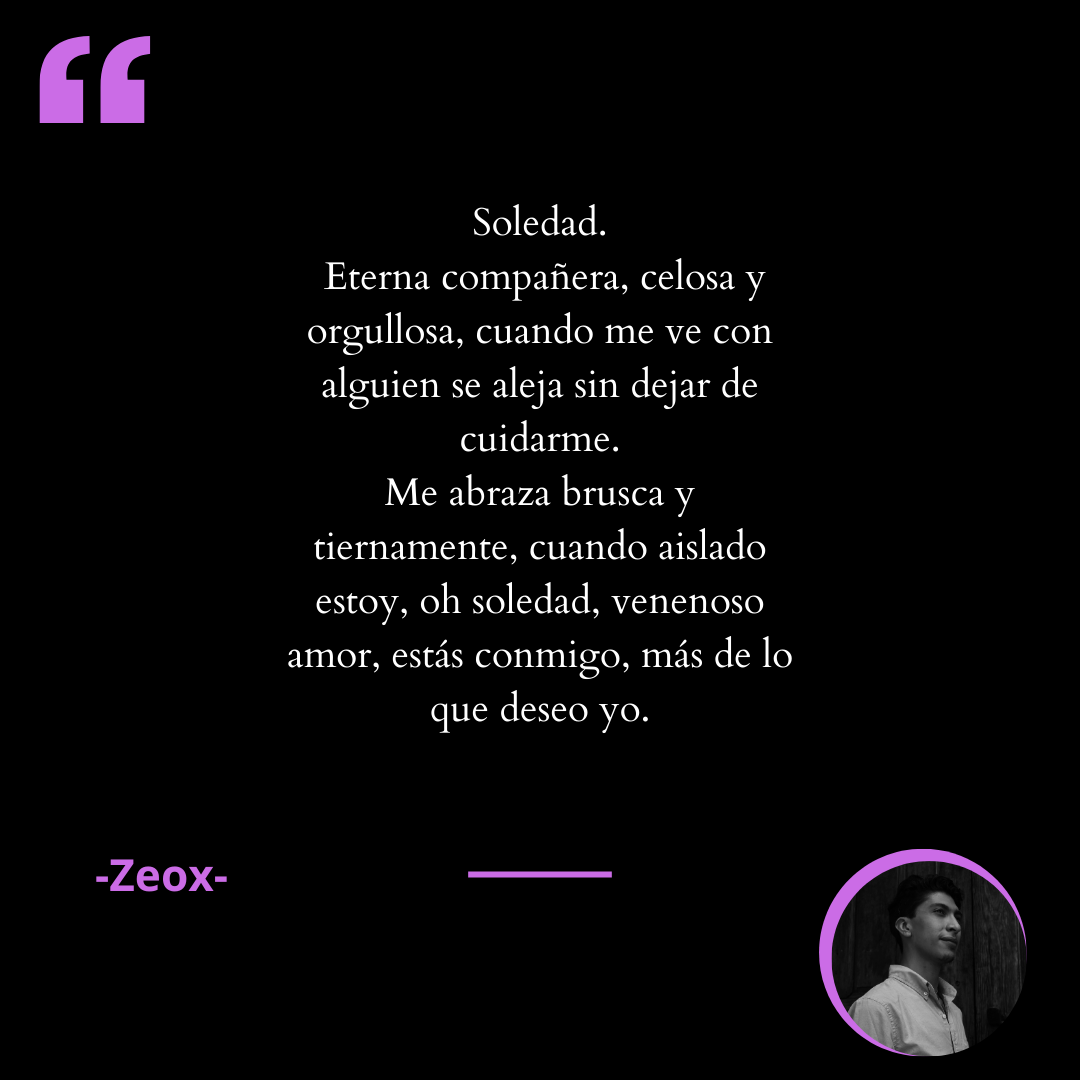 “
Soledad.
Eterna compañera, celosa y
orgullosa, cuando me ve con
alguien se aleja sin dejar de
cuidarme.
Me abraza brusca y
tiernamente, cuando aislado
estoy, oh soledad, venenoso
amor, estás conmigo, más de lo
que deseo yo.
-Zeox-